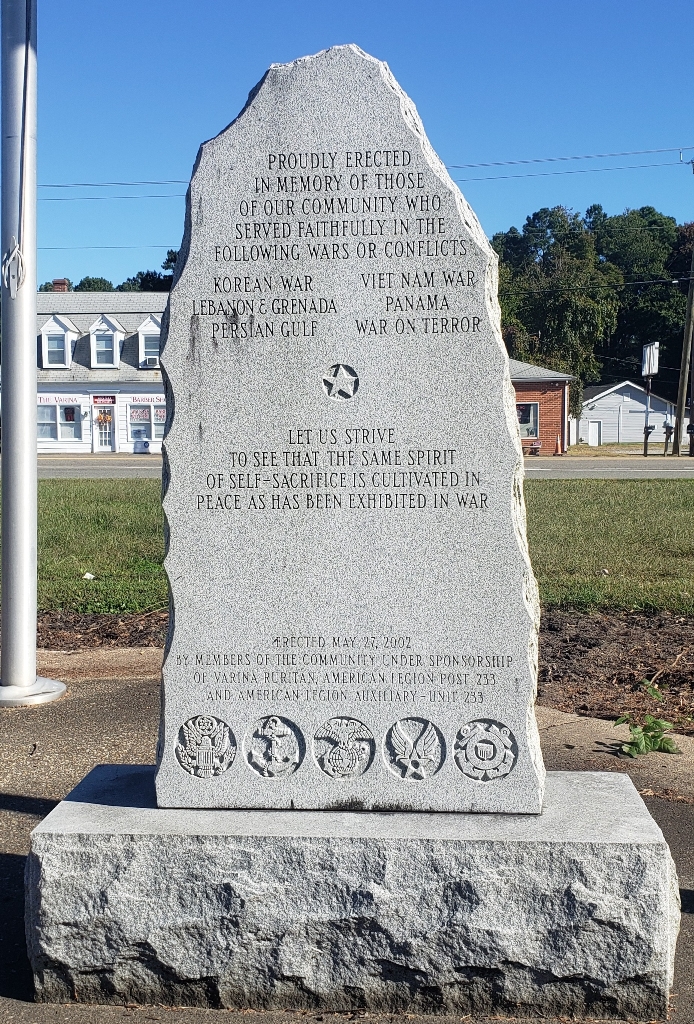 PROUDLY ERECTED
IN MEMORY OF THOSE
OF OUR COMMUNITY WHO
SERVED FAITHFULLY IN THE
FOLLOWING WARS OR CONFLICTS
KOREAN WAR VIET NAM WAR
LEBANON & GRENADA PANAMA
PERSIAN GULF WAR ON TERROR
LET US STRIVE
TO SEE THAT THE SAME SPIRIT
OF SELF-SACRIFICE IS CULTIVATED IN
PEACE AS HAS BEEN EXHIBITED IN WAR
ERECTED MAY 27, 2002
BY MEMBERS OF THE COMMUNITY UNDER SPONSORSHIP
OF VARINA RURITAN, AMERICAN LEGION POST 233
AND AMERICAN LEGION AUXILIARY-UNIT 233
THE VARINA BARBER